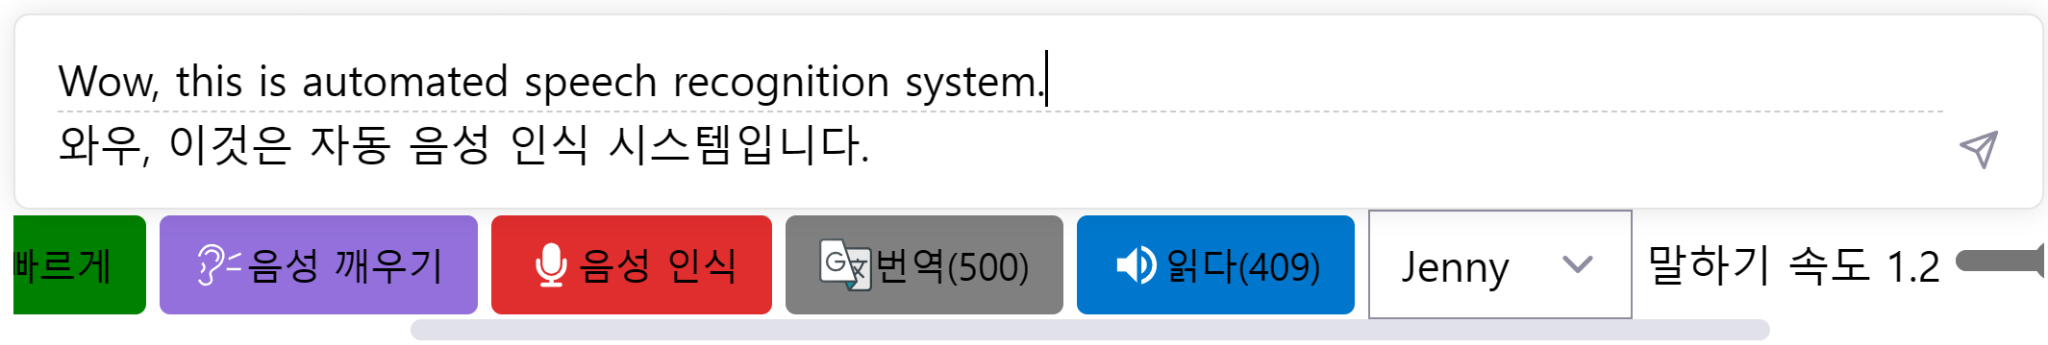 Wow, this is automated speech recognition system.
와우, 이것은 자동 음성 인식 시스템입니다.
빠르게 음성 깨우기 음성 인식 번역(500) 읽다(409) Jenny 말하기 속도 1.2